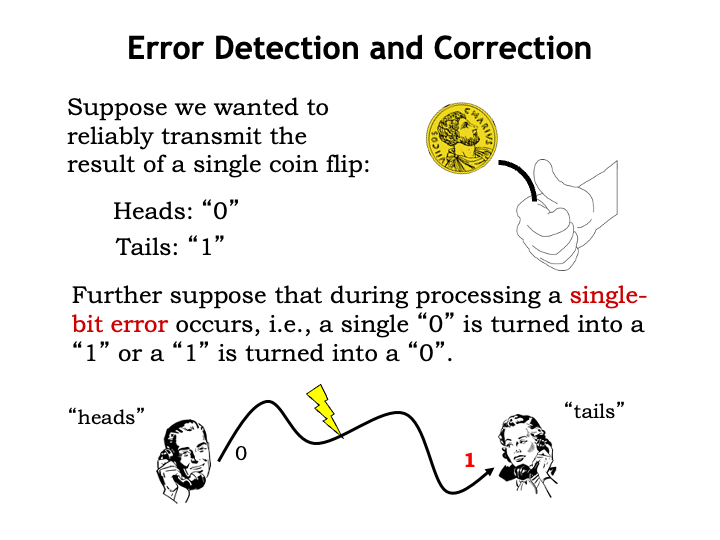 Error Detection and Correction
Suppose we wanted to
reliably transmit the
result of a single coin flip:
VIICOS CHARIVS
Heads: “0”
Tails: “1”
Further suppose that during processing a single-
bit error occurs, i.e., a single “0” is turned into a
“1” or a “1” is turned into a “0”.
“heads”
“tails”
0
1